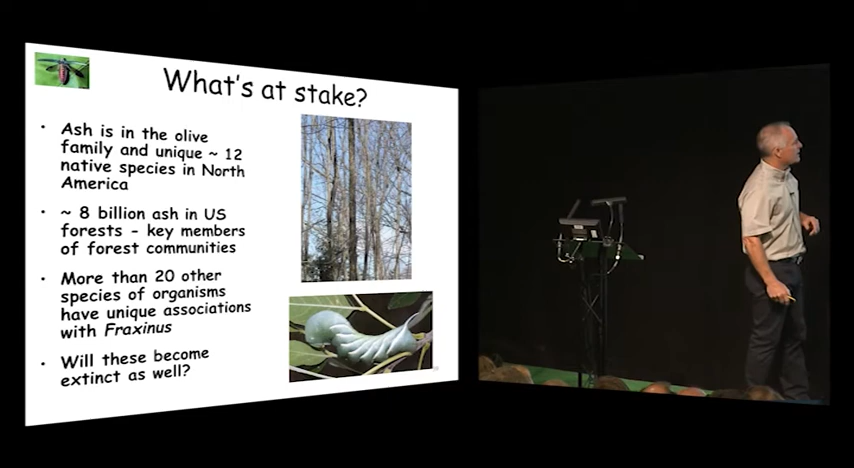 What's at stake?
• Ash is in the olive
family and unique ~ 12
native species in North
America
• ~ 8 billion ash in US
forests - key members
of forest communities
• More than 20 other
species of organisms
have unique associations
with Fraxinus
• Will these become
extinct as well?